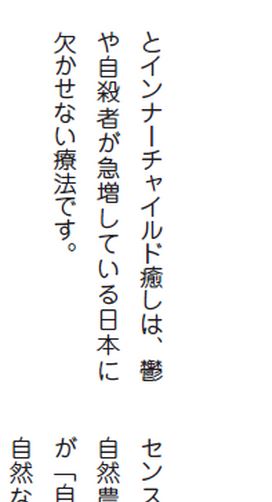 とインナーチャイルド癒しは、鬱
や自殺者が急増している日本に
欠かせない療法です。
センス
自然農
が「自
自然な